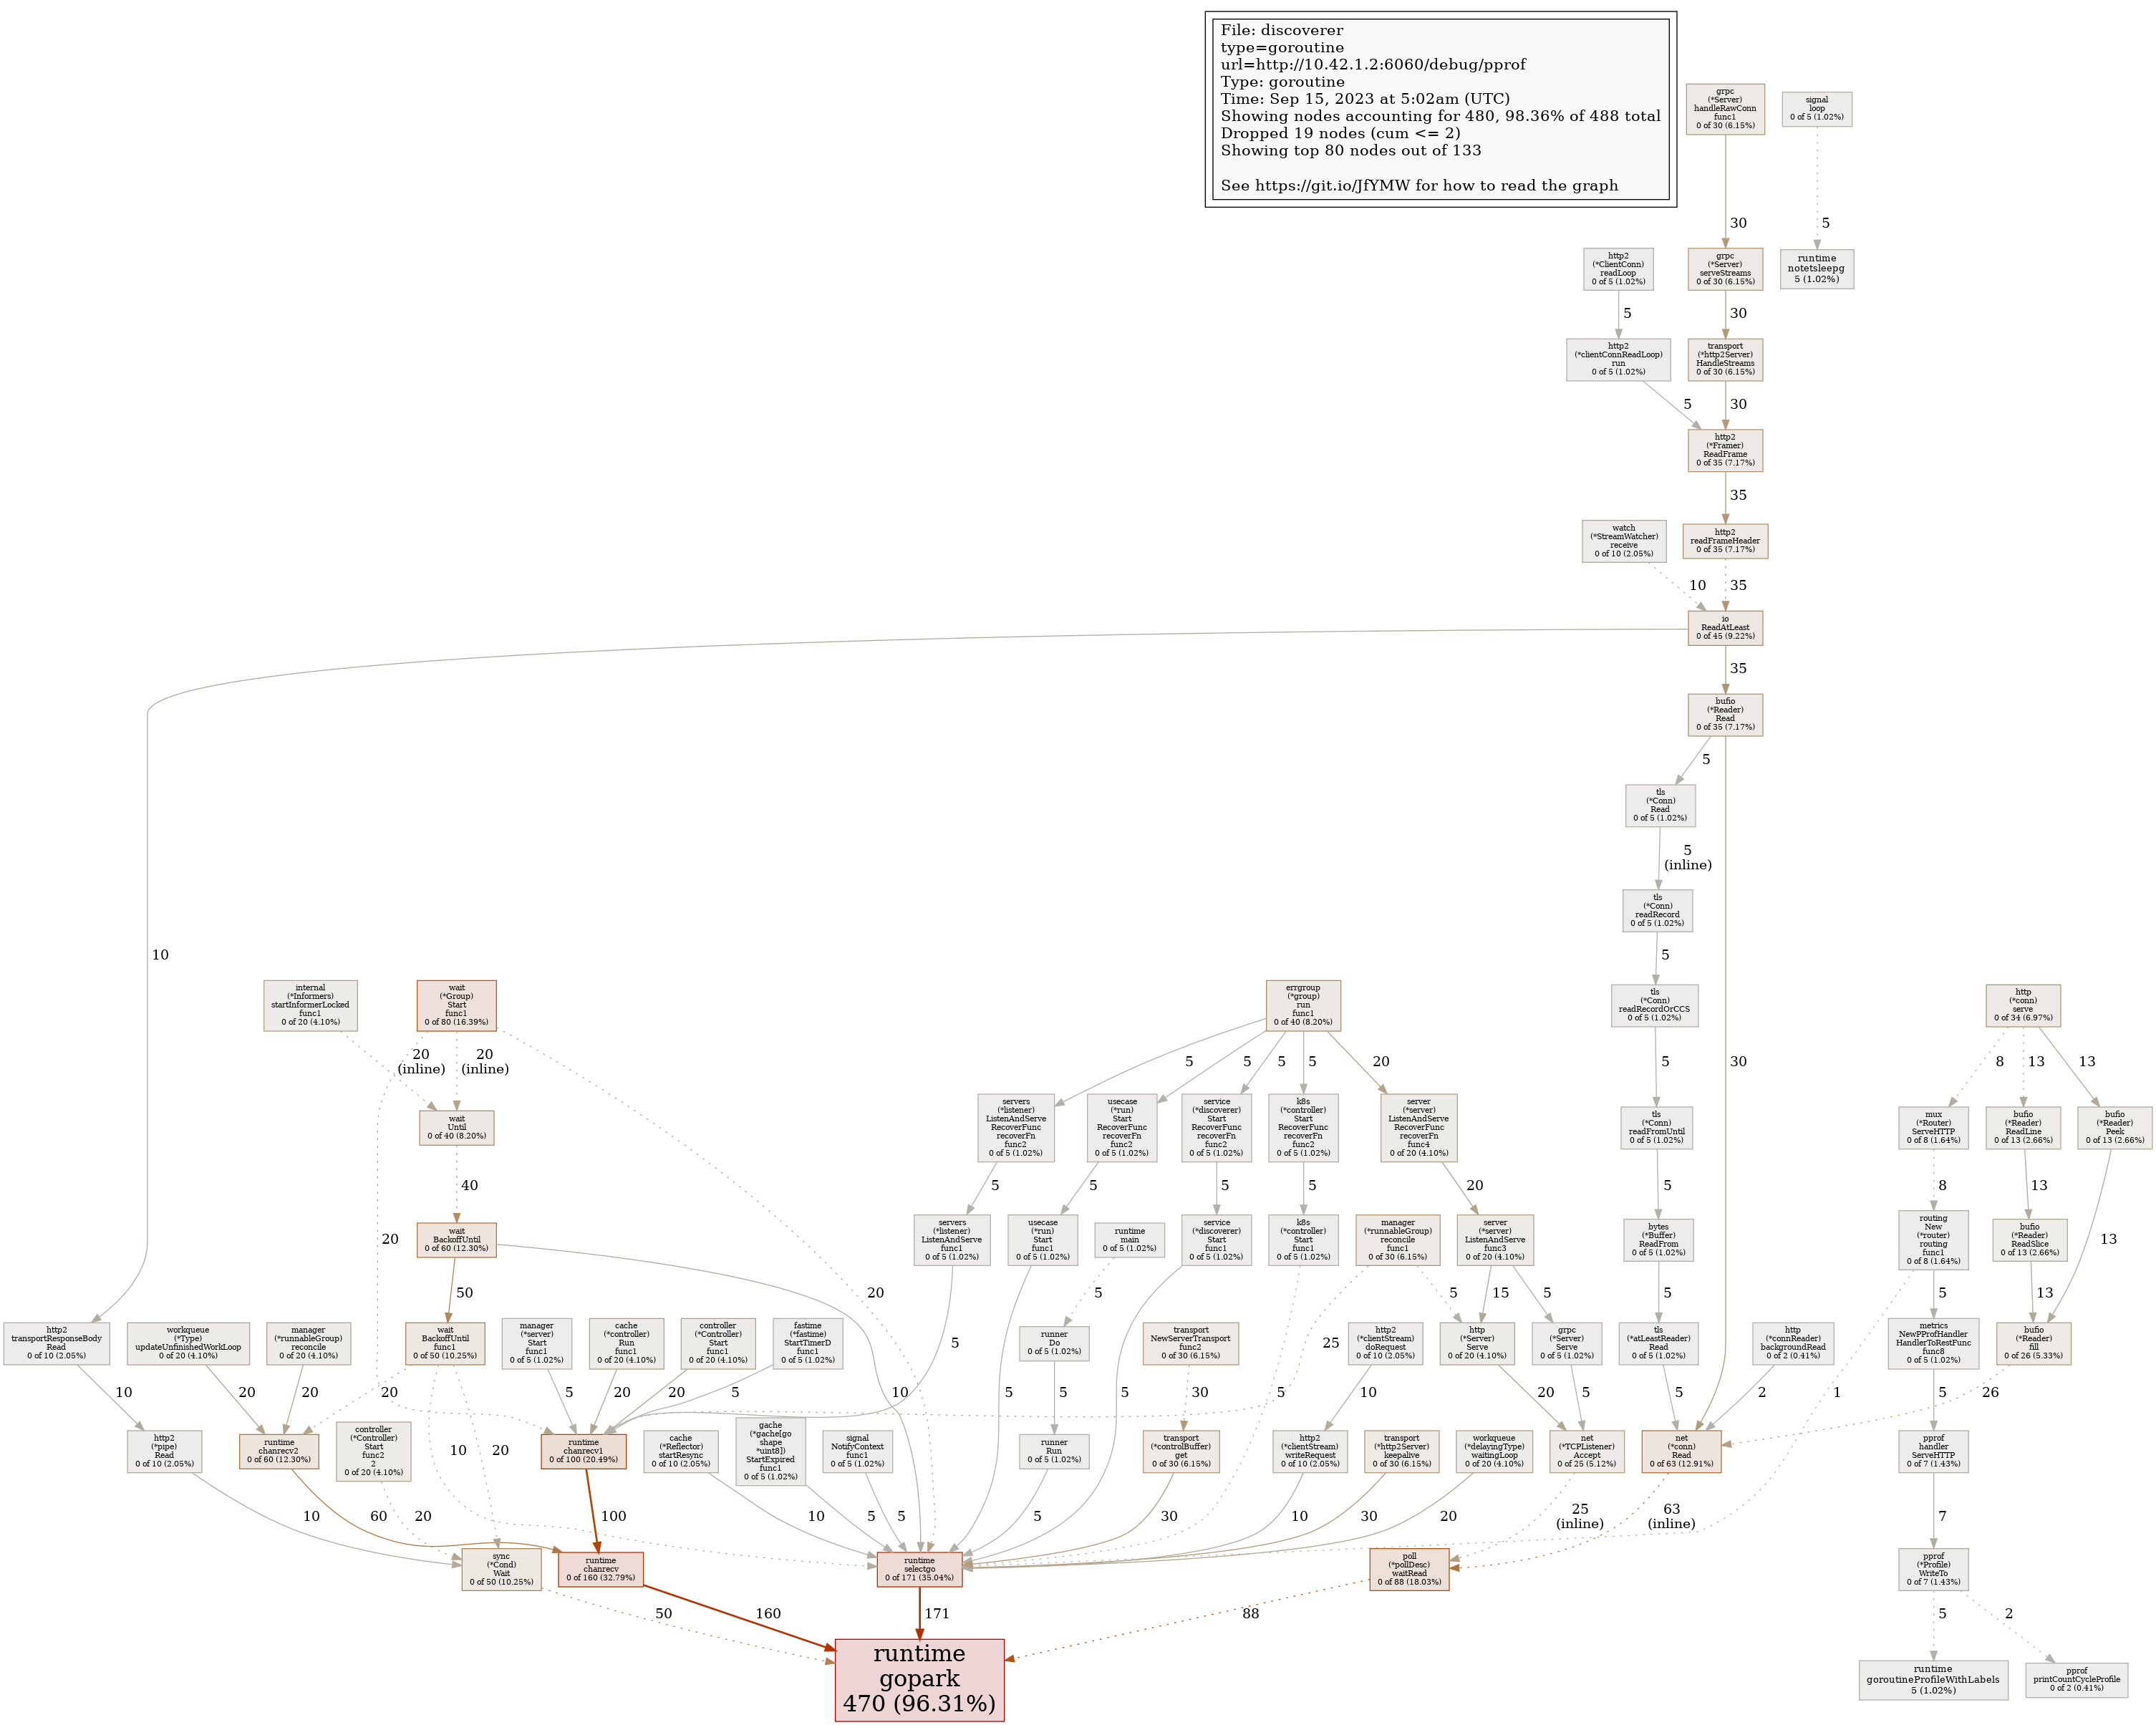 File: discoverer
type=goroutine
url=http://10.42.1.2:6060/debug/pprof
Type: goroutine
Time: Sep 15, 2023 at 5:02am (UTC)
Showing nodes accounting for 480, 98.36% of 488 total
Dropped 19 nodes (cum <= 2)
Showing top 80 nodes out of 133
See https://git.io/JfYMW for how to read the graph
grpc
(*Server)
handleRawConn
func1
0 of 30 (6.15%)
signal
loop
0 of 5 (1.02%)
30
5
http2
(*ClientConn)
readLoop
0 of 5 (1.02%)
grpc
(*Server)
serveStreams
0 of 30 (6.15%)
runtime
notetsleepg
5 (1.02%)
5
30
http2
(*clientConnReadLoop)
run
0 of 5 (1.02%)
transport
(*http2Server)
HandleStreams
0 of 30 (6.15%)
5
30
http2
(*Framer)
ReadFrame
0 of 35 (7.17%)
35
watch
(*StreamWatcher)
receive
0 of 10 (2.05%)
http2
readFrameHeader
0 of 35 (7.17%)
10
35
io
ReadAtLeast
0 of 45 (9.22%)
35
bufio
(*Reader)
Read
0 of 35 (7.17%)
5
tls
(*Conn)
Read
0 of 5 (1.02%)
5
(inline)
tls
(*Conn)
readRecord
0 of 5 (1.02%)
10
5
internal
(*Informers)
startInformerLocked
func1
0 of 20 (4.10%)
wait
(*Group)
Start
func1
0 of 80 (16.39%)
errgroup
(*group)
run
func1
0 of 40 (8.20%)
tls
(*Conn)
readRecordOrCCS
0 of 5 (1.02%)
http
(*conn)
serve
0 of 34 (6.97%)
20
(inline)
20
(inline)
5
5
5
5
20
5
30
8
13
13
wait
Until
0 of 40 (8.20%)
servers
(*listener)
ListenAndServe
RecoverFunc
recoverFn
func2
0 of 5 (1.02%)
usecase
(*run)
Start
RecoverFunc
recoverFn
func2
0 of 5 (1.02%)
service
(*discoverer)
Start
RecoverFunc
recoverFn
func2
0 of 5 (1.02%)
k8s
(*controller)
Start
RecoverFunc
recoverFn
func2
0 of 5 (1.02%)
server
(*server)
ListenAndServe
RecoverFunc
recoverFn
func4
0 of 20 (4.10%)
tls
(*Conn)
readFromUntil
0 of 5 (1.02%)
mux
(*Router)
ServeHTTP
0 of 8 (1.64%)
bufio
(*Reader)
ReadLine
0 of 13 (2.66%)
bufio
(*Reader)
Peek
0 of 13 (2.66%)
40
5
5
5
5
20
5
8
13
wait
BackoffUntil
0 of 60 (12.30%)
servers
(*listener)
ListenAndServe
func1
0 of 5 (1.02%)
usecase
(*run)
Start
func1
0 of 5 (1.02%)
runtime
main
0 of 5 (1.02%)
service
(*discoverer)
Start
func1
0 of 5 (1.02%)
k8s
(*controller)
Start
func1
0 of 5 (1.02%)
manager
(*runnableGroup)
reconcile
func1
0 of 30 (6.15%)
server
(*server)
ListenAndServe
func3
0 of 20 (4.10%)
bytes
(*Buffer)
ReadFrom
0 of 5 (1.02%)
routing
New
(*router)
routing
func1
0 of 8 (1.64%)
bufio
(*Reader)
ReadSlice
0 of 13 (2.66%)
20
13
50
20
5
5
15
5
5
5
13
http2
transportResponseBody
Read
0 of 10 (2.05%)
workqueue
(*Type)
updateUnfinishedWorkLoop
0 of 20 (4.10%)
manager
(*runnableGroup)
reconcile
0 of 20 (4.10%)
wait
BackoffUntil
func1
0 of 50 (10.25%)
manager
(*server)
Start
func1
0 of 5 (1.02%)
cache
(*controller)
Run
func1
0 of 20 (4.10%)
controller
(*Controller)
Start
func1
0 of 20 (4.10%)
fastime
(*fastime)
StartTimerD
func1
0 of 5 (1.02%)
5
runner
Do
0 of 5 (1.02%)
transport
NewServerTransport
func2
0 of 30 (6.15%)
25
http2
(*clientStream)
doRequest
0 of 10 (2.05%)
http
(*Server)
Serve
0 of 20 (4.10%)
grpc
(*Server)
Serve
0 of 5 (1.02%)
tls
(*atLeastReader)
Read
0 of 5 (1.02%)
http
(*connReader)
backgroundRead
0 of 2 (0.41%)
metrics
NewPProfHandler
HandlerToRestFunc
func8
0 of 5 (1.02%)
bufio
(*Reader)
fill
0 of 26 (5.33%)
10
20
20
20
5
20
20
5
10
5
5
5
30
5
10
20
5
5
2
1
5
26
http2
(*pipe)
Read
0 of 10 (2.05%)
runtime
chanrecv2
0 of 60 (12.30%)
controller
(*Controller)
Start
func2
2
0 of 20 (4.10%)
10
20
runtime
chanrecv1
0 of 100 (20.49%)
cache
(*Reflector)
startResync
0 of 10 (2.05%)
gache
(*gache[go
shape
*uint8])
StartExpired
func1
0 of 5 (1.02%)
signal
NotifyContext
func1
0 of 5 (1.02%)
runner
Run
0 of 5 (1.02%)
transport
(*controlBuffer)
get
0 of 30 (6.15%)
http2
(*clientStream)
writeRequest
0 of 10 (2.05%)
transport
(*http2Server)
keepalive
0 of 30 (6.15%)
workqueue
(*delayingType)
waitingLoop
0 of 20 (4.10%)
net
(*TCPListener)
Accept
0 of 25 (5.12%)
net
(*conn)
Read
0 of 63 (12.91%)
pprof
handler
ServeHTTP
0 of 7 (1.43%)
10
60
20
100
10
5
5
5
30
10
30
20
25
(inline)
63
(inline)
7
sync
(*Cond)
Wait
0 of 50 (10.25%)
runtime
chanrecv
0 of 160 (32.79%)
runtime
selectgo
0 of 171 (35.04%)
poll
(*pollDesc)
waitRead
0 of 88 (18.03%)
pprof
(*Profile)
WriteTo
0 of 7 (1.43%)
50
160
171
88
5
2
runtime
gopark
470 (96.31%)
runtime
goroutineProfileWithLabels
5 (1.02%)
pprof
printCountCycleProfile
0 of 2 (0.41%)